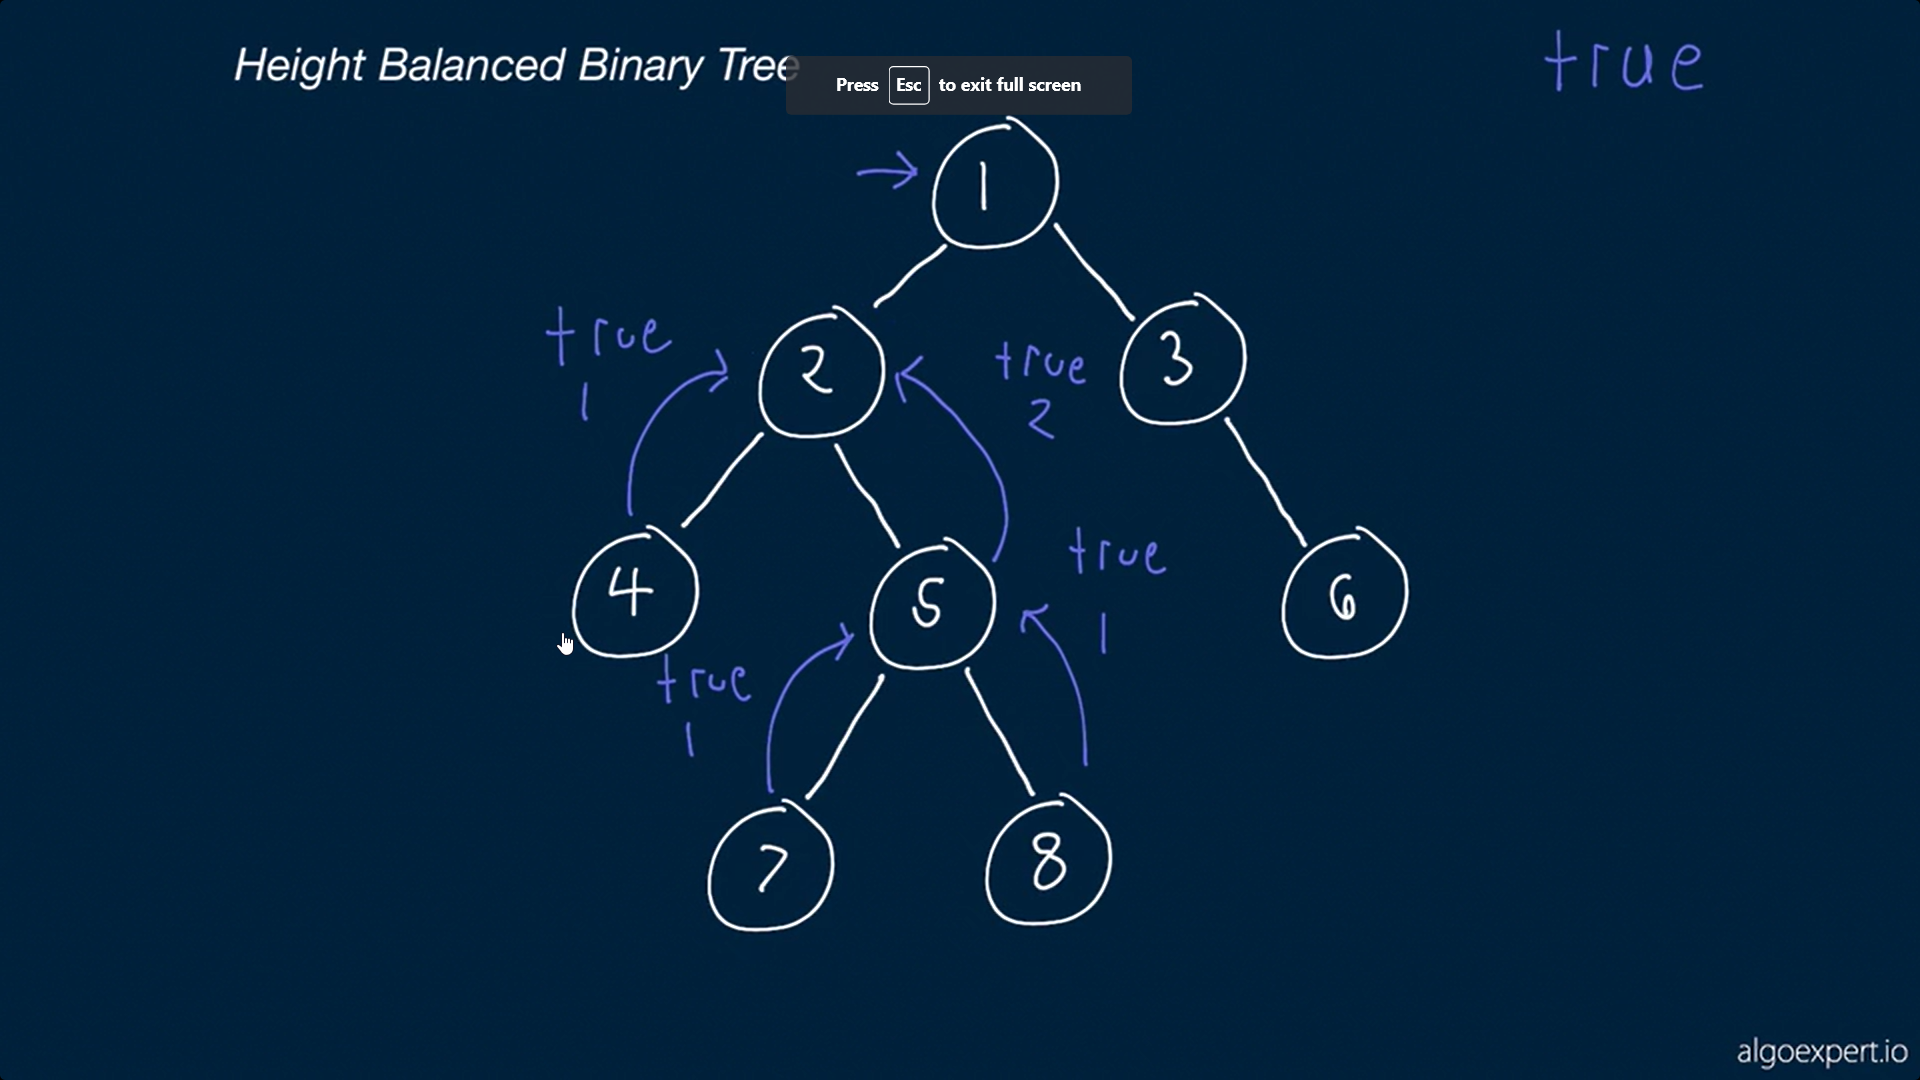 Height Balanced Binary Tree
true
Press Esc to exit full screen
1
true
1
2
true
2
3
4
5
true
1
6
true
1
7
8
algoexpert.io